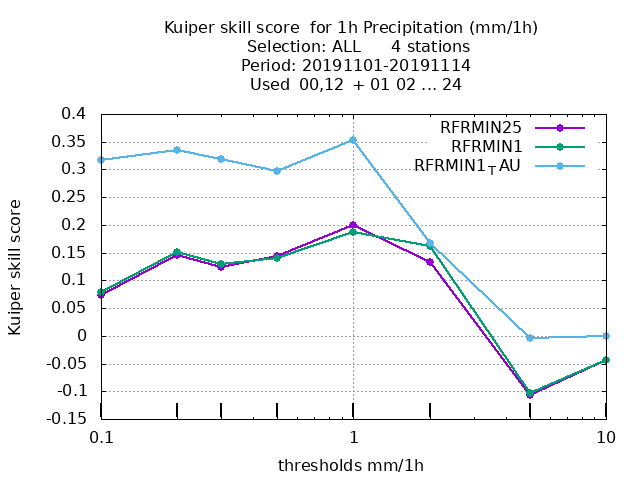 Kuiper skill score  for 1h Precipitation (mm/1h)
Selection: ALL      4 stations
Period: 20191101-20191114
Used  00,12  + 01 02 ... 24
RFRMIN25
RFRMIN1
RFRMIN1TAU
0.4
0.35
0.3
0.25
0.2
0.15
0.1
0.05
0
-0.05
-0.1
-0.15
Kuiper skill score
0.1 1 10
thresholds mm/1h